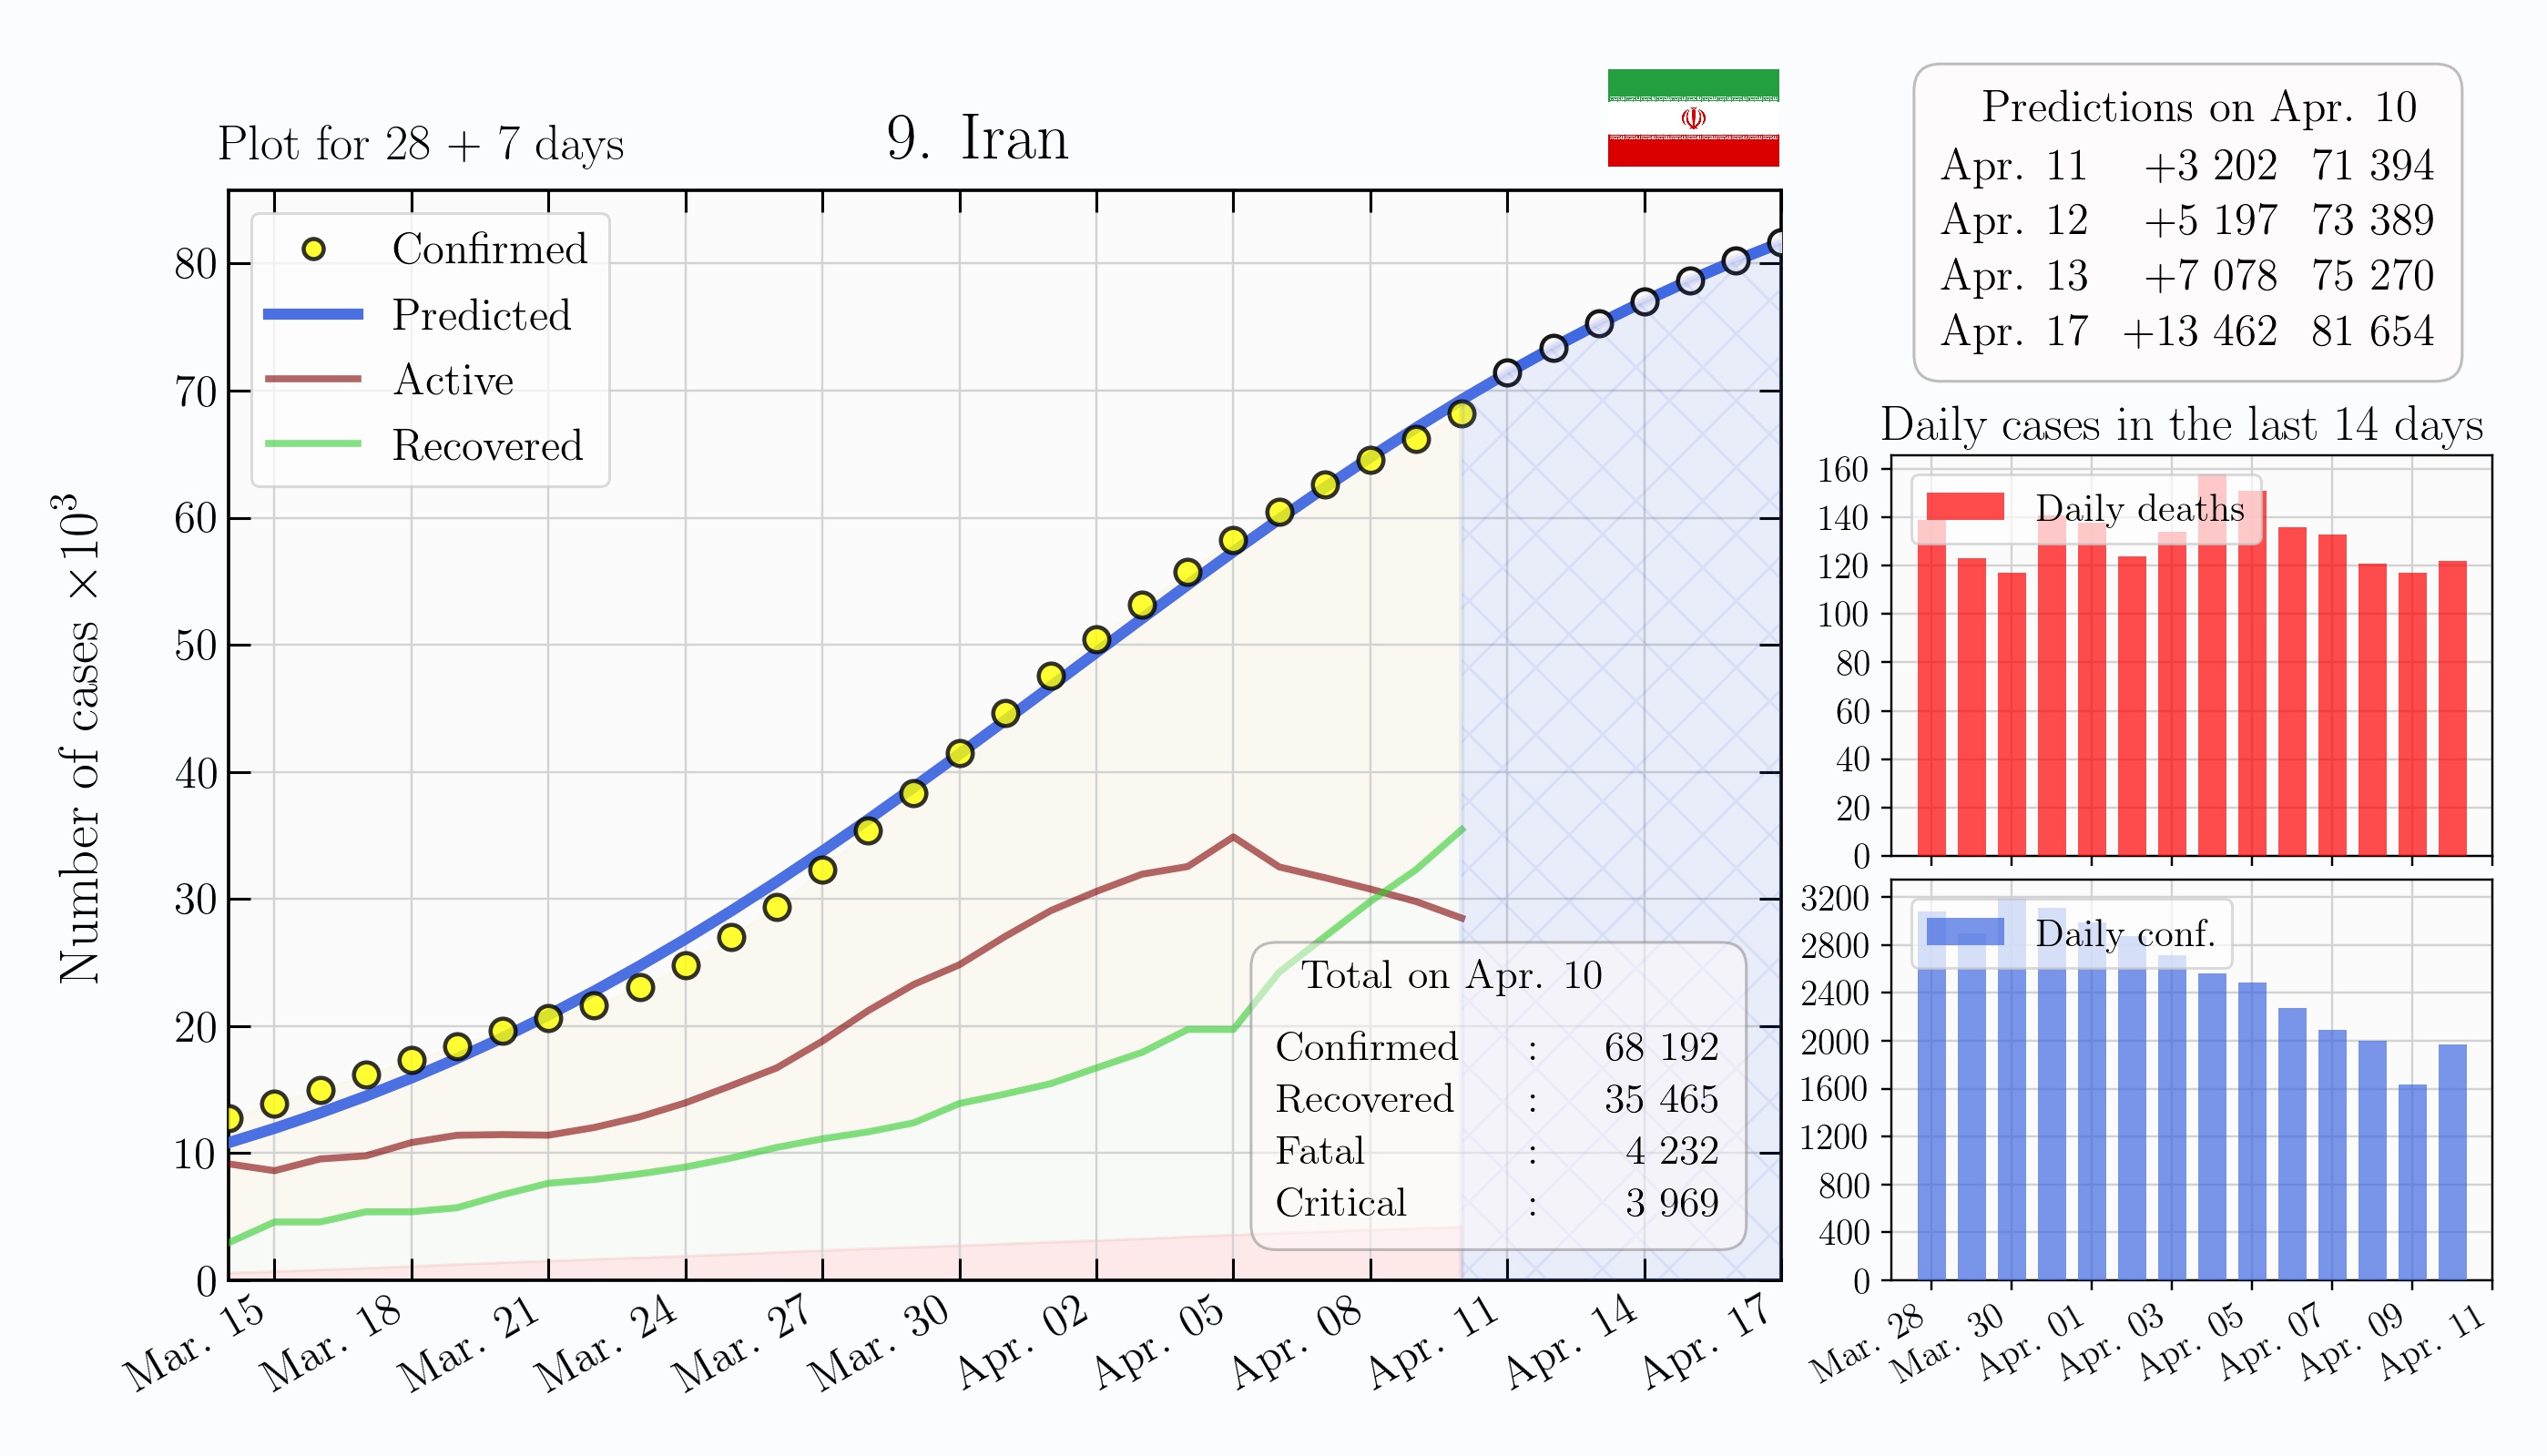 Plot for 28 + 7 days
9. Iran
Number of cases ×10³
80
70
60
50
40
30
20
10
0
Confirmed
Predicted
Active
Recovered
Total on Apr. 10
Confirmed : 68 192
Recovered : 35 465
Fatal : 4 232
Critical : 3 969
Mar. 15
Mar. 18
Mar. 21
Mar. 24
Mar. 27
Mar. 30
Apr. 02
Apr. 05
Apr. 08
Apr. 11
Apr. 14
Apr. 17
Predictions on Apr. 10
Apr. 11 +3 202 71 394
Apr. 12 +5 197 73 389
Apr. 13 +7 078 75 270
Apr. 17 +13 462 81 654
Daily cases in the last 14 days
160
140
120
100
80
60
40
20
0
Daily deaths
3200
2800
2400
2000
1600
1200
800
400
0
Daily conf.
Mar. 28
Mar. 30
Apr. 01
Apr. 03
Apr. 05
Apr. 07
Apr. 09
Apr. 11